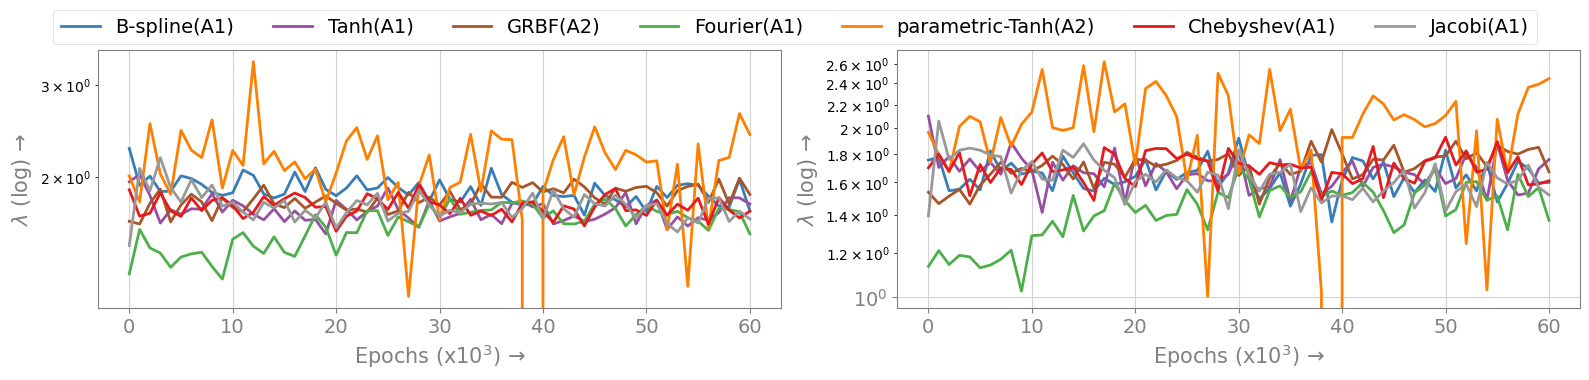 B-spline(A1) Tanh(A1) GRBF(A2) Fourier(A1) parametric-Tanh(A2) Chebyshev(A1) Jacobi(A1)
λ (log) →
3 × 10⁰
2 × 10⁰
0 10 20 30 40 50 60
Epochs (x10³) →
λ (log) →
2.6 × 10⁰
2.4 × 10⁰
2.2 × 10⁰
2 × 10⁰
1.8 × 10⁰
1.6 × 10⁰
1.4 × 10⁰
1.2 × 10⁰
10⁰
0 10 20 30 40 50 60
Epochs (x10³) →